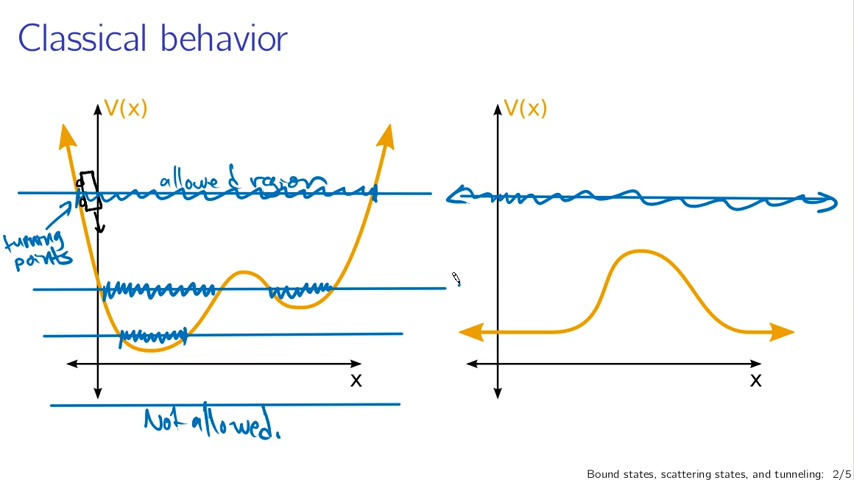 Classical behavior
V(x)
allowed region
turning
points
x
Not allowed.
V(x)
x
Bound states, scattering states, and tunneling: 2/5